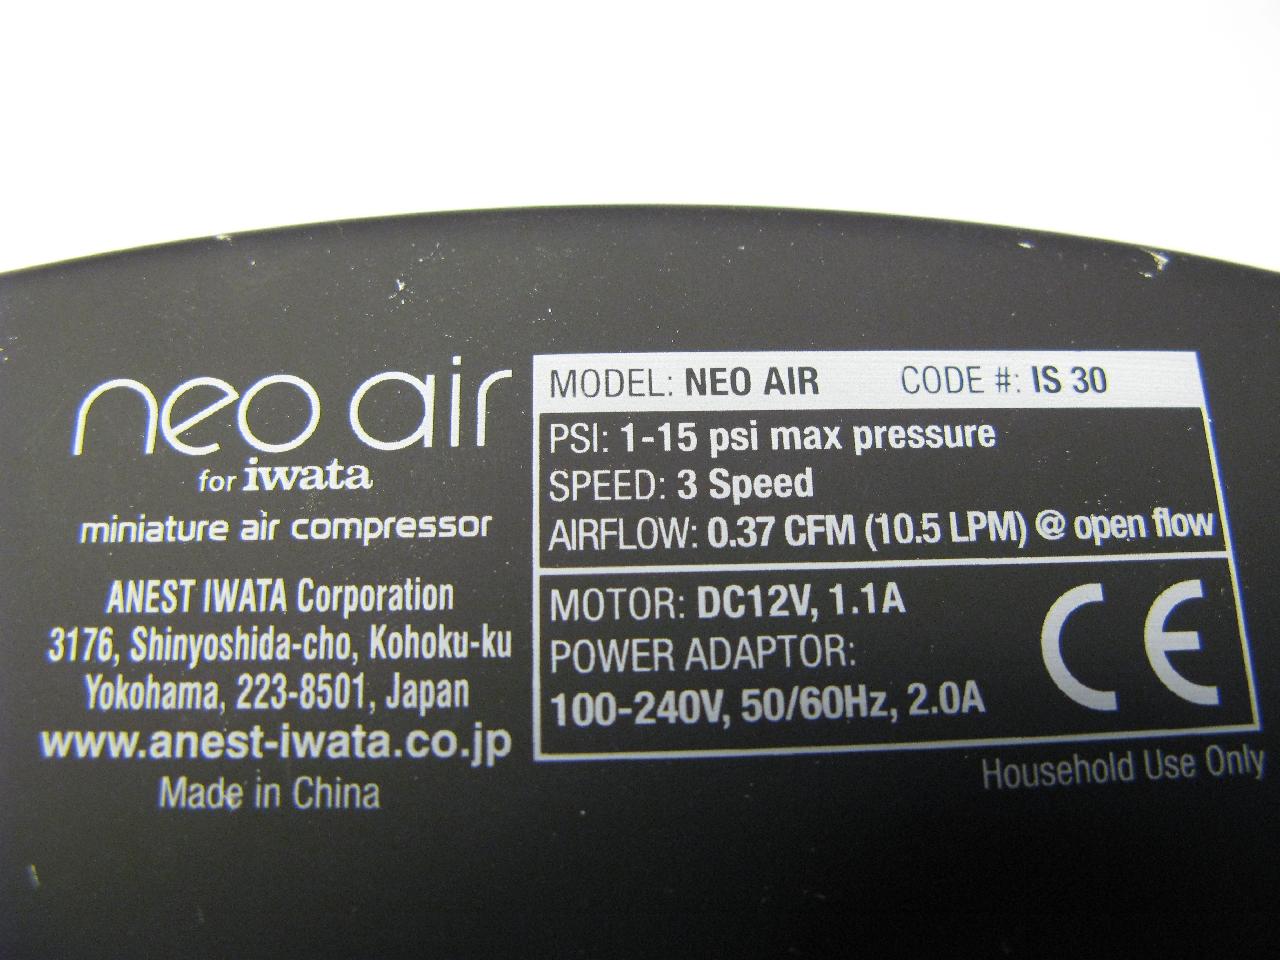 neo air
for iwata
miniature air compressor
ANEST IWATA Corporation
3176, Shinyoshida-cho, Kohoku-ku
Yokohama, 223-8501, Japan
www.anest-iwata.co.jp
Made in China
MODEL: NEO AIR CODE #: IS 30
PSI: 1-15 psi max pressure
SPEED: 3 Speed
AIRFLOW: 0.37 CFM (10.5 LPM) @ open flow
MOTOR: DC12V, 1.1A
POWER ADAPTOR:
100-240V, 50/60Hz, 2.0A
CE
Household Use Only